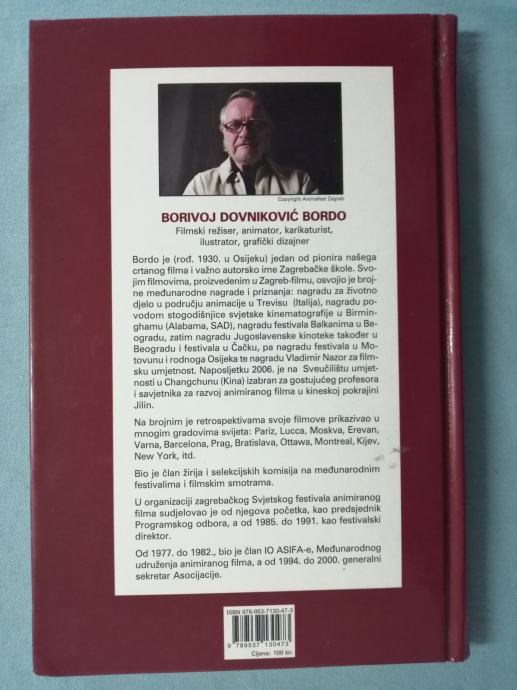 Copyright Animafest Zagreb
BORIVOJ DOVNIKOVIĆ BORDO
Filmski režiser, animator, karikaturist,
ilustrator, grafički dizajner
Bordo je (rođ. 1930. u Osijeku) jedan od pionira našega
crtanog filma i važno autorsko ime Zagrebačke škole. Svo-
jim filmovima, proizvedenim u Zagreb-filmu, osvojio je broj-
ne međunarodne nagrade i priznanja: nagradu za životno
djelo u području animacije u Trevisu (Italija), nagradu po-
vodom stogodišnjice svjetske kinematografije u Birmin-
ghamu (Alabama, SAD), nagradu festivala Balkanima u Be-
ogradu, zatim nagradu Jugoslavenske kinoteke također u
Beogradu i festivala u Čačku, pa nagradu festivala u Mo-
tovunu i rodnoga Osijeka te nagradu Vladimir Nazor za film-
sku umjetnost. Naposljetku 2006. je na Sveučilištu umjet-
nosti u Changchunu (Kina) izabran za gostujućeg profesora
i savjetnika za razvoj animiranog filma u kineskoj pokrajini
Jilin.
Na brojnim je retrospektivama svoje filmove prikazivao u
mnogim gradovima svijeta: Pariz, Lucca, Moskva, Erevan,
Varna, Barcelona, Prag, Bratislava, Ottawa, Montreal, Kijev,
New York, itd.
Bio je član žirija i selekcijskih komisija na međunarodnim
festivalima i filmskim smotrama.
U organizaciji zagrebačkog Svjetskog festivala animiranog
filma sudjelovao je od njegova početka, kao predsjednik
Programskog odbora, a od 1985. do 1991. kao festivalski
direktor.
Od 1977. do 1982., bio je član IO ASIFA-e, Međunarodnog
udruženja animiranog filma, a od 1994. do 2000. generalni
sekretar Asocijacije.
ISBN 978-953-7130-47-3
9 789537 130473
Cijena: 100 kn